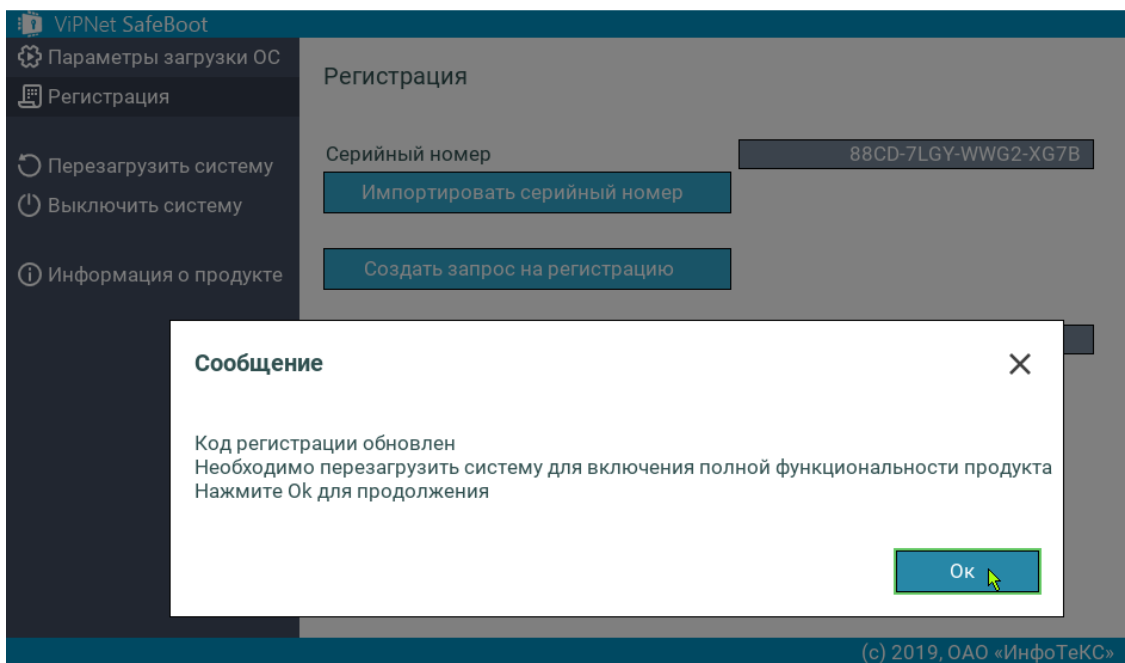 ViPNet SafeBoot
Параметры загрузки ОС
Регистрация
Перезагрузить систему
Выключить систему
Информация о продукте
Регистрация
Серийный номер
88CD-7LGY-WWG2-XG7B
Импортировать серийный номер
Создать запрос на регистрацию
Сообщение
Код регистрации обновлен
Необходимо перезагрузить систему для включения полной функциональности продукта
Нажмите Ok для продолжения
Ок
(c) 2019, ОАО «ИнфоТеКС»